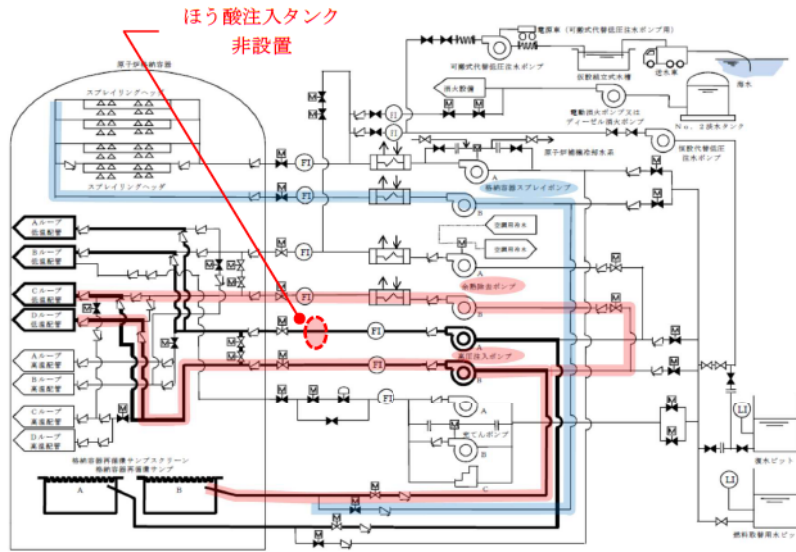 ほう酸注入タンク
非設置
電源車(可搬式代替低圧注水ポンプ用)
原子炉格納容器
可搬式代替低圧注水ポンプ
仮設組立式水槽
送水車
海水
スプレイリングヘッダ
消火設備
電動消火ポンプ又は
ディーゼル消火ポンプ
No.2淡水タンク
原子炉補機冷却水系
仮設代替低圧
注水ポンプ
スプレイリングヘッダ
FI
A
格納容器スプレイポンプ
FI
B
Aループ
低温配管
空調用冷水
Bループ
低温配管
空調用冷水
FI
A
Cループ
低温配管
余熱除去ポンプ
FI
B
Dループ
低温配管
FI
A
Aループ
高温配管
高圧注入ポンプ
FI
B
Bループ
高温配管
FI
A
Cループ
高温配管
充てんポンプ
LI
Dループ
高温配管
B
復水ピット
格納容器再循環サンプスクリーン
格納容器再循環サンプ
C
LI
A
B
燃料取替用水ピット